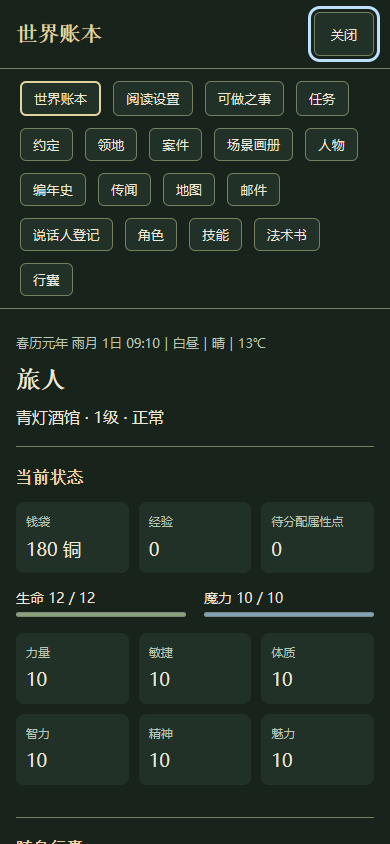 世界账本
关闭
世界账本 阅读设置 可做之事 任务
约定 领地 案件 场景画册 人物
编年史 传闻 地图 邮件
说话人登记 角色 技能 法术书
行囊
春历元年 雨月 1日 09:10 | 白昼 | 晴 | 13℃
旅人
青灯酒馆 · 1级 · 正常
当前状态
钱袋 经验 待分配属性点
180 铜 0 0
生命 12 / 12 魔力 10 / 10
力量 敏捷 体质
10 10 10
智力 精神 魅力
10 10 10